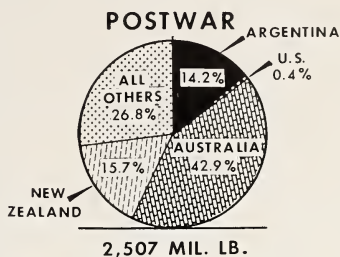 POSTWAR
ARGENTINA
14.2%
U.S.
0.4%
ALL
OTHERS
26.8%
AUSTRALIA
42.9%
15.7%
NEW
ZEALAND
2,507 MIL. LB.